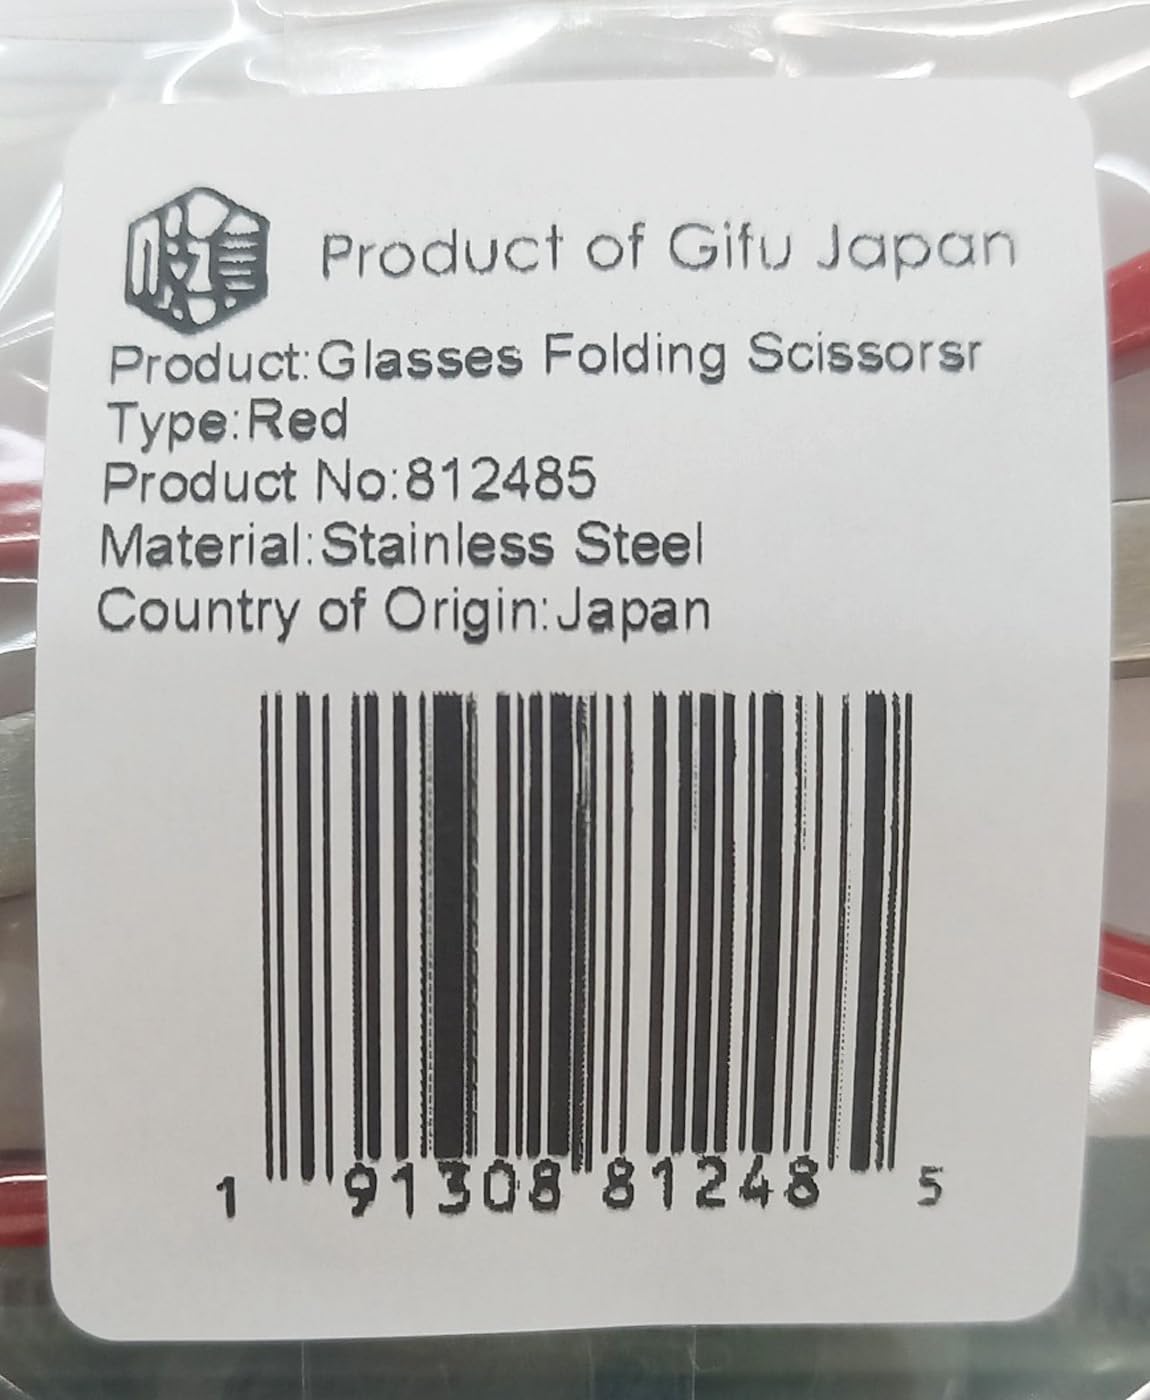 Product of Gifu Japan
Product:Glasses Folding Scissorsr
Type:Red
Product No:812485
Material:Stainless Steel
Country of Origin:Japan
1 91308 81248 5